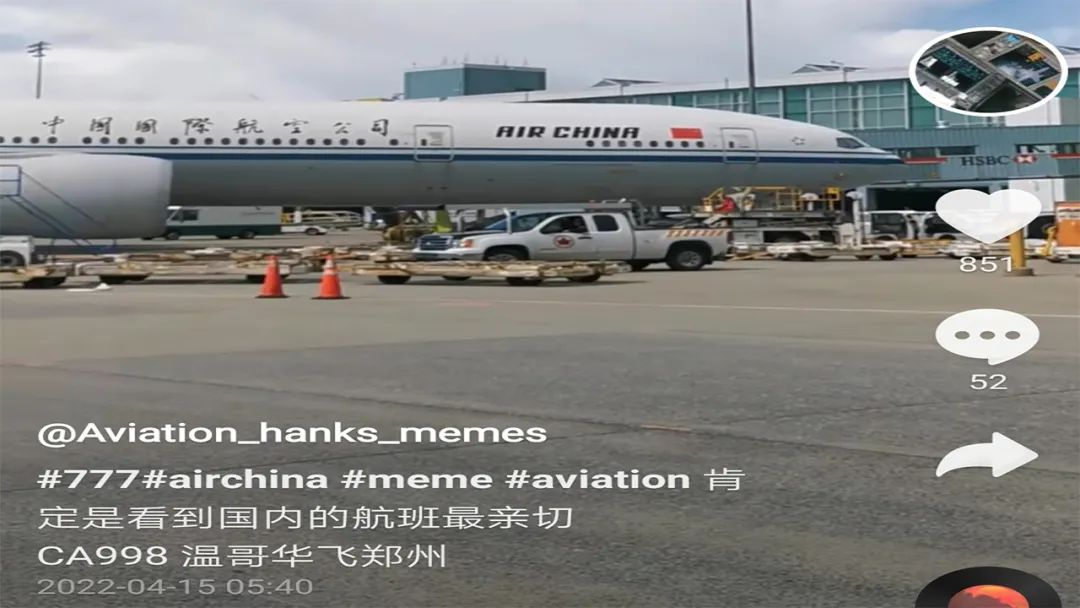 中国国際航空公司
AIR CHINA
HSBC
851
52
@Aviation_hanks_memes
#777#airchina #meme #aviation 肯
定是看到国内的航班最亲切
CA998 温哥华飞郑州
2022-04-15 05:40